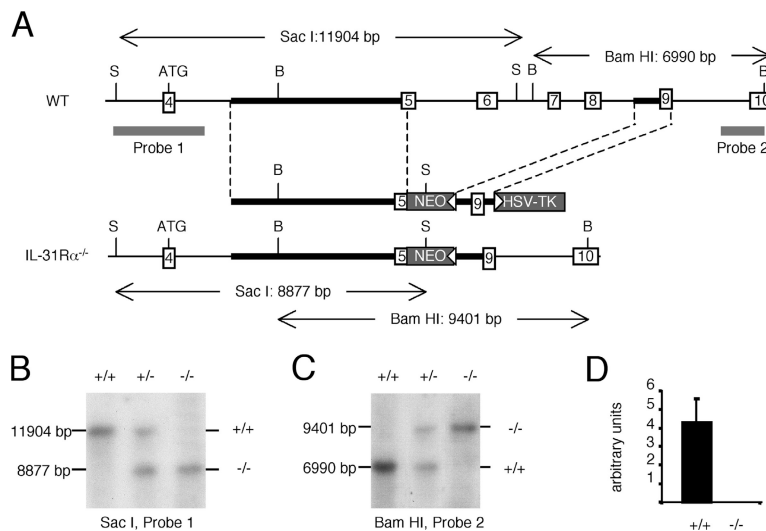 A
Sac I:11904 bp
Bam HI: 6990 bp
S ATG B S B B
WT 4 5 6 7 8 9 10
Probe 1 Probe 2
B S
5 NEO 9 HSV-TK
S ATG B S B
IL-31Rα-/- 4 5 NEO 9 10
Sac I: 8877 bp
Bam HI: 9401 bp
B +/+ +/- -/-
11904 bp +/+
8877 bp -/-
Sac I, Probe 1
C +/+ +/- -/-
9401 bp -/-
6990 bp +/+
Bam HI, Probe 2
D
arbitrary units
6
5
4
3
2
1
+/+ -/-